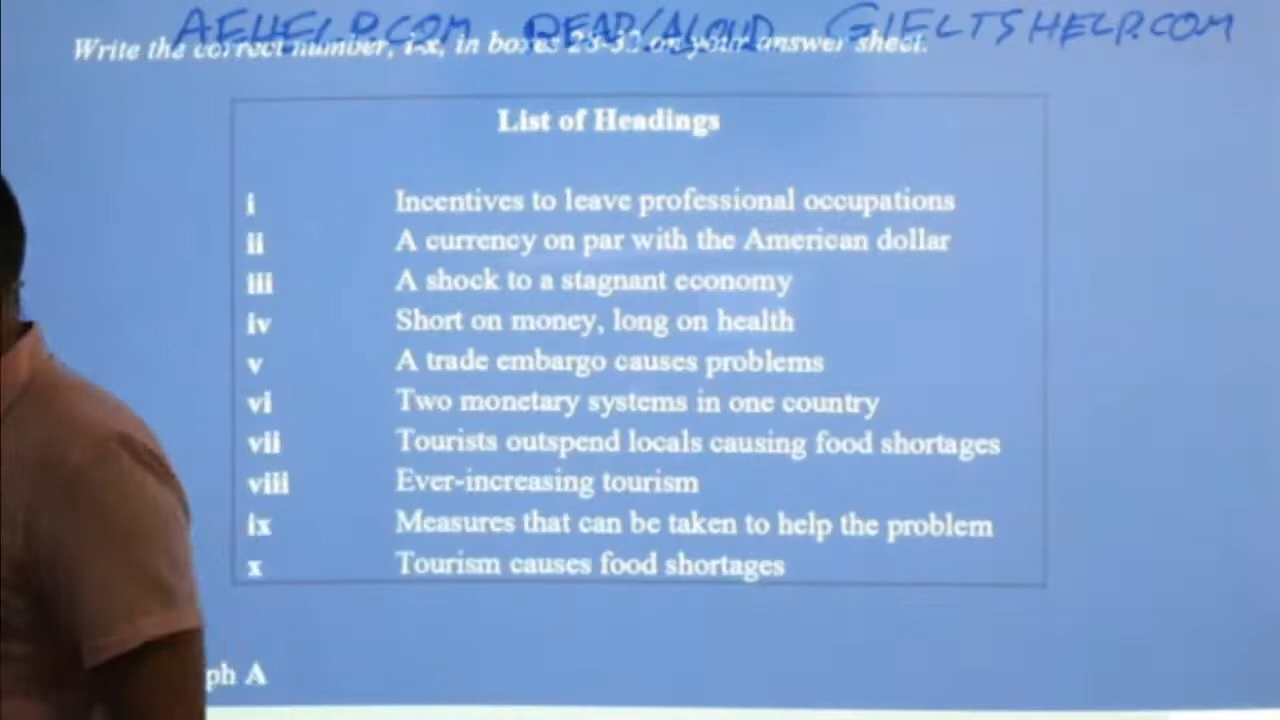 AEHELP.COM READ/ALOUD GIELTSHELP.COM
Write the correct number, i-x, in boxes 28-32 on your answer sheet.
List of Headings
i Incentives to leave professional occupations
ii A currency on par with the American dollar
iii A shock to a stagnant economy
iv Short on money, long on health
v A trade embargo causes problems
vi Two monetary systems in one country
vii Tourists outspend locals causing food shortages
viii Ever-increasing tourism
ix Measures that can be taken to help the problem
x Tourism causes food shortages
ph A